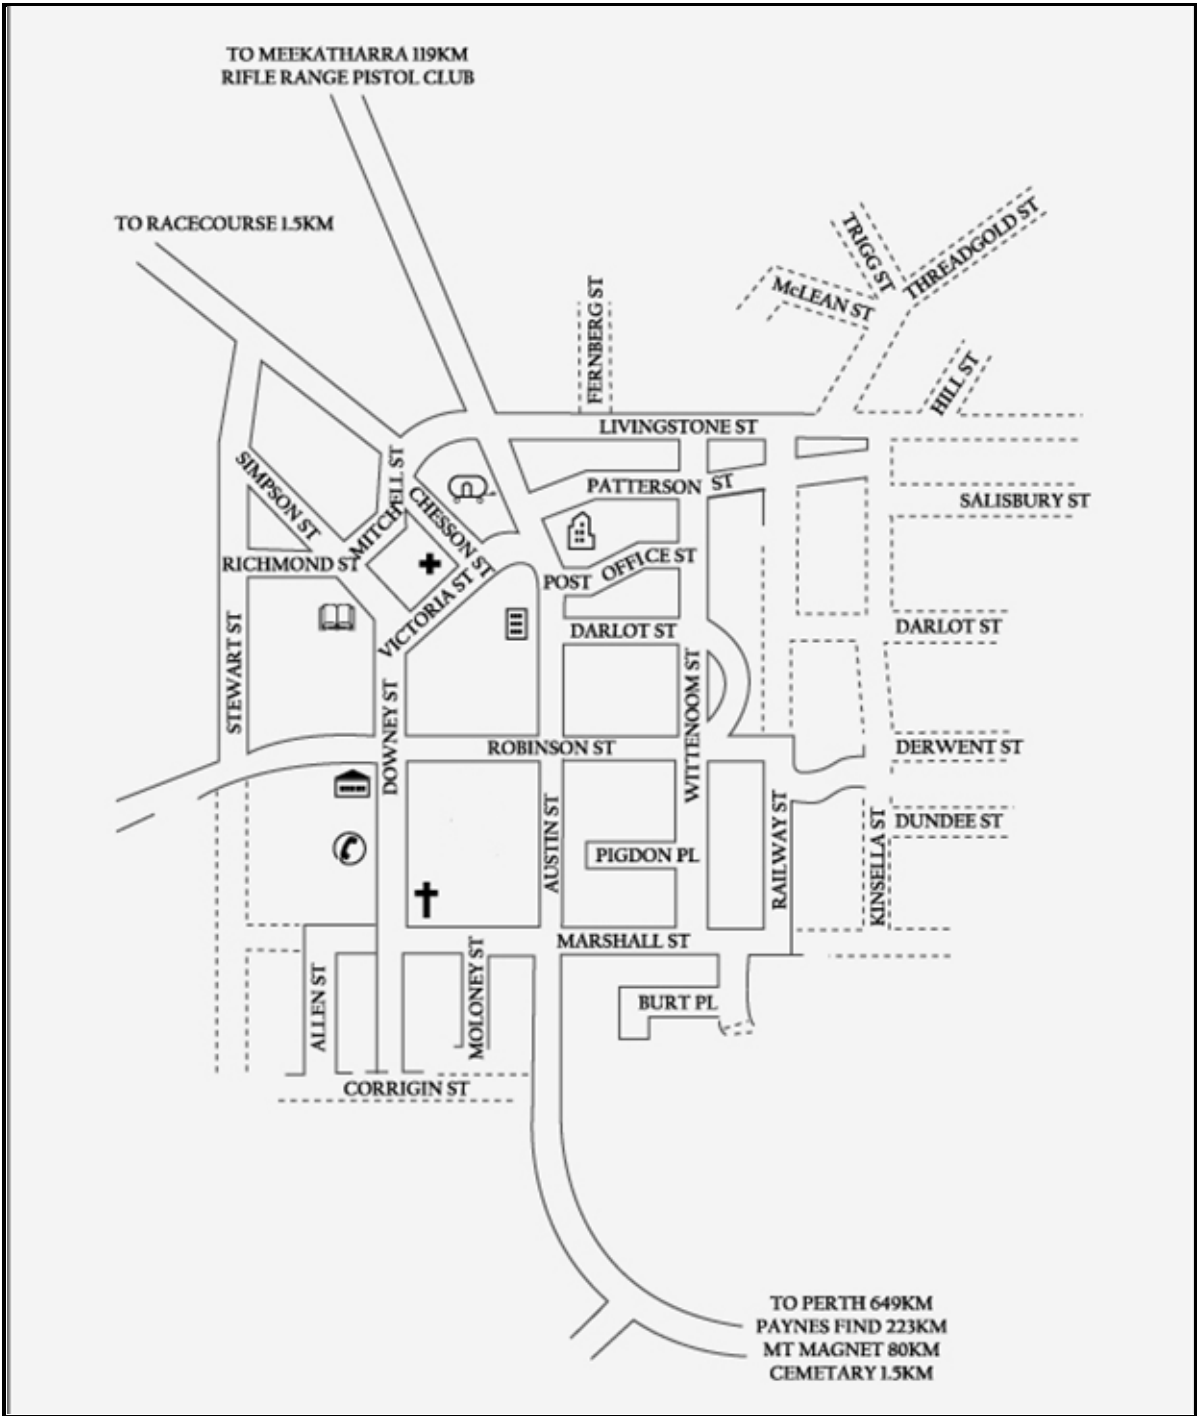 TO MEEKATHARRA 119KM
RIFLE RANGE PISTOL CLUB
TO RACECOURSE 1.5KM
TRIGG ST
THREADGOLD ST
McLEAN ST
FERNBERG ST
HILL ST
LIVINGSTONE ST
SIMPSON ST
MITCHELL ST
CHESSON ST
PATTERSON ST
SALISBURY ST
RICHMOND ST
POST OFFICE ST
VICTORIA ST
DARLOT ST
DARLOT ST
STEWART ST
DOWNEY ST
WITTENOOM ST
ROBINSON ST
DERWENT ST
AUSTIN ST
RAILWAY ST
KINSELLA ST
DUNDEE ST
PIGDON PL
MARSHALL ST
ALLEN ST
MOLONEY ST
BURT PL
CORRIGIN ST
TO PERTH 649KM
PAYNES FIND 223KM
MT MAGNET 80KM
CEMETARY 1.5KM